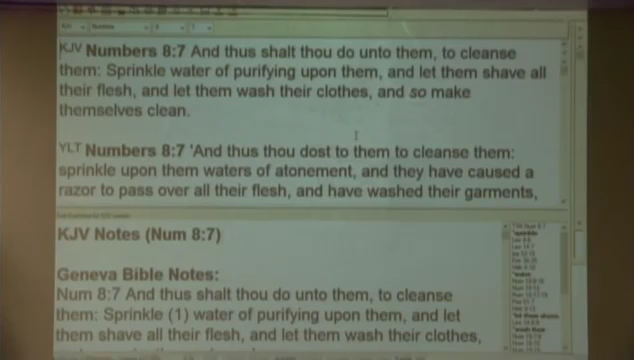 KJV Numbers 8:7 And thus shalt thou do unto them, to cleanse
them: Sprinkle water of purifying upon them, and let them shave all
their flesh, and let them wash their clothes, and so make
themselves clean.
YLT Numbers 8:7 'And thus thou dost to them to cleanse them:
sprinkle upon them waters of atonement, and they have caused a
razor to pass over all their flesh, and have washed their garments,
KJV Notes (Num 8:7)
Geneva Bible Notes:
Num 8:7 And thus shalt thou do unto them, to cleanse
them: Sprinkle (1) water of purifying upon them, and let
them shave all their flesh, and let them wash their clothes,